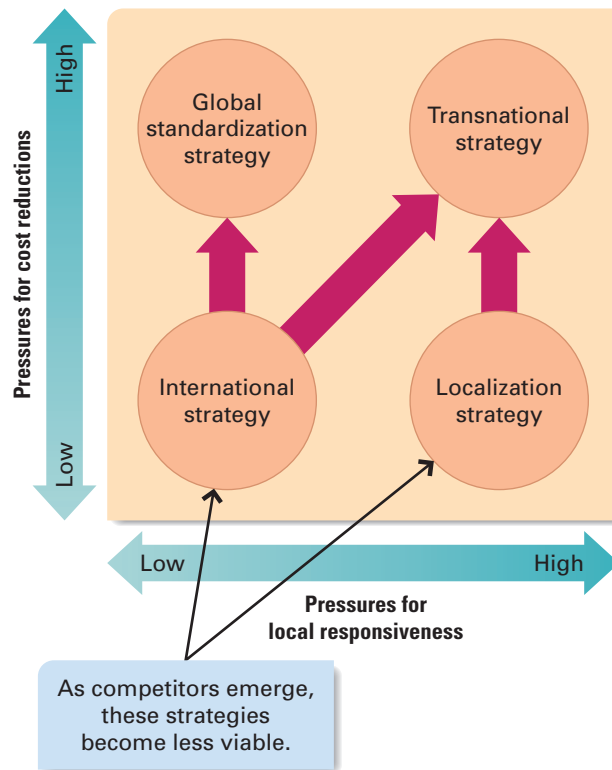 High
Low
Pressures for cost reductions
Global
standardization
strategy
Transnational
strategy
International
strategy
Localization
strategy
Low
High
Pressures for
local responsiveness
As competitors emerge,
these strategies
become less viable.